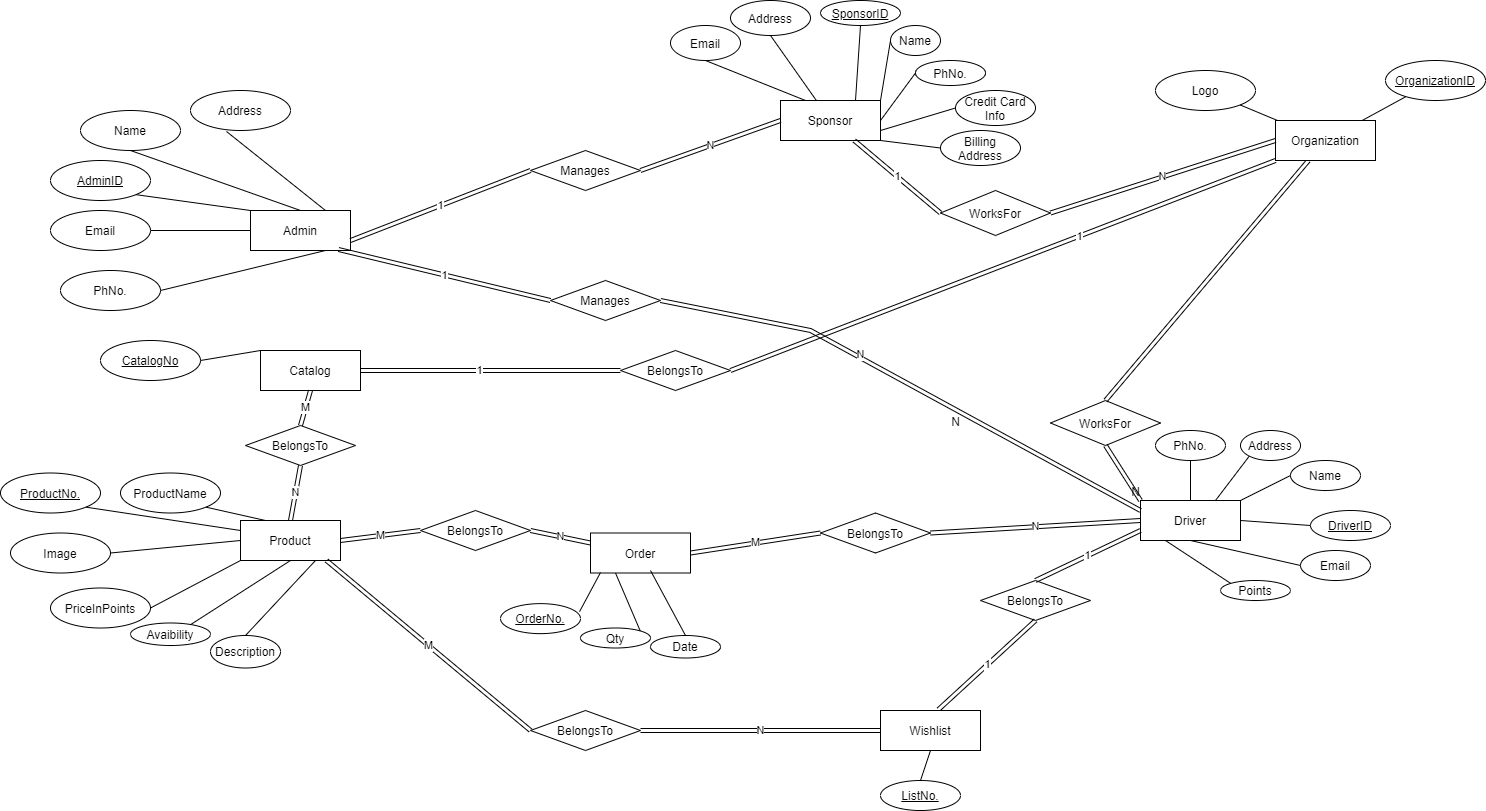 Address
SponsorID
Email
Name
PhNo.
Credit Card
Info
Billing
Address
Sponsor
Logo
OrganizationID
Organization
Address
Name
AdminID
Email
PhNo.
Admin
1
Manages
N
1
WorksFor
N
1
Manages
N
1
CatalogNo
Catalog
1
BelongsTo
M
BelongsTo
N
N
WorksFor
N
PhNo.
Address
Name
DriverID
Email
Points
Driver
ProductNo.
ProductName
Image
PriceInPoints
Avaibility
Description
Product
M
BelongsTo
N
Order
M
BelongsTo
N
OrderNo.
Qty
Date
1
BelongsTo
1
M
BelongsTo
N
Wishlist
ListNo.